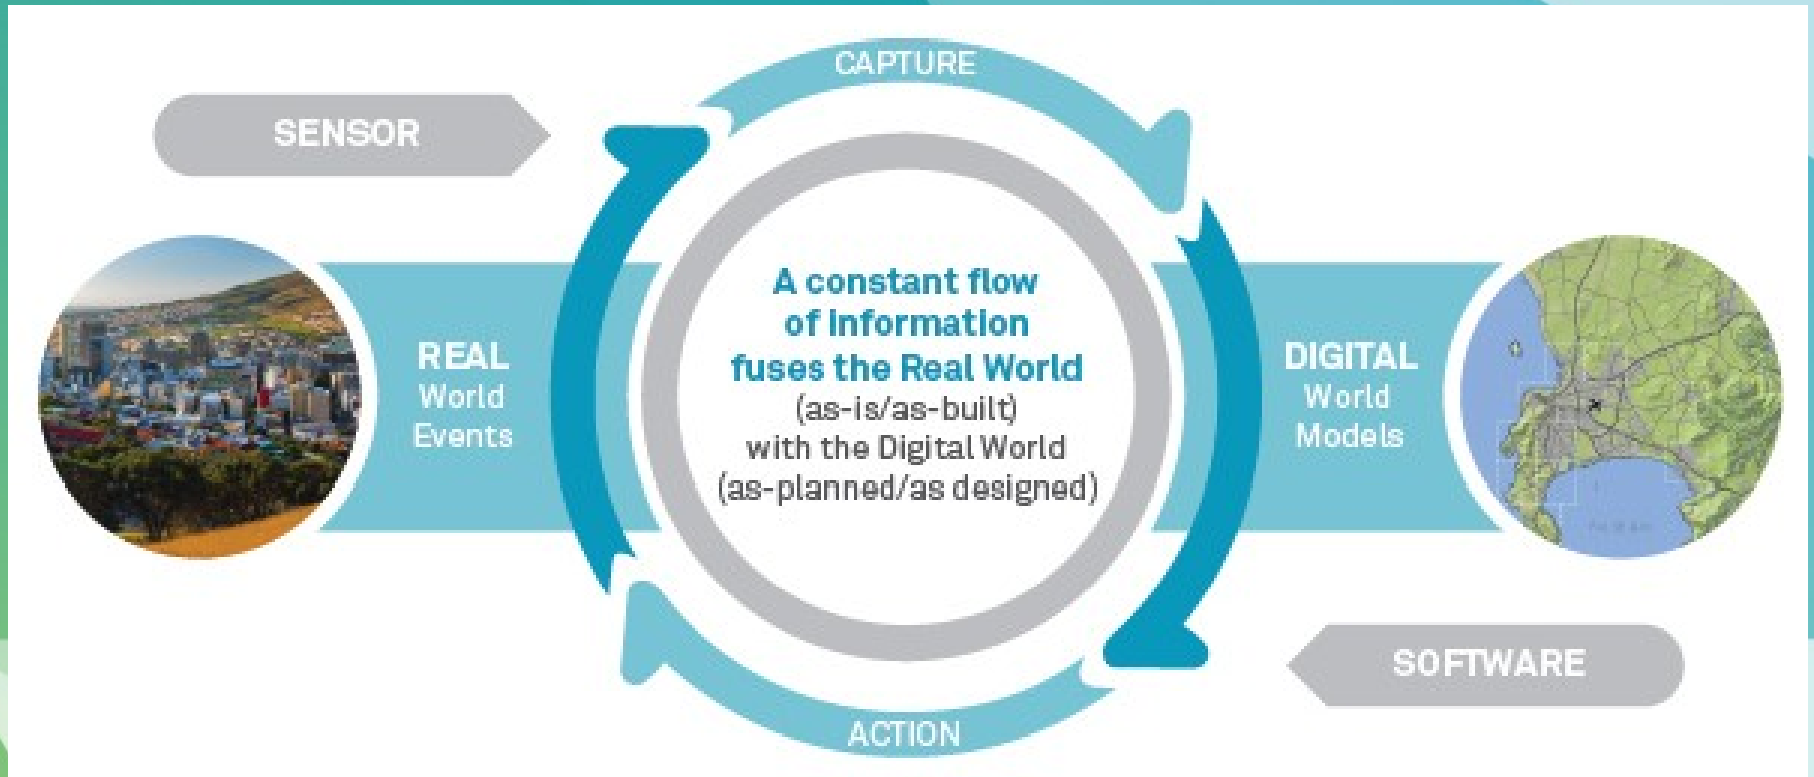 CAPTURE
SENSOR
REAL
World
Events
A constant flow
of information
fuses the Real World
(as-is/as-built)
with the Digital World
(as-planned/as designed)
DIGITAL
World
Models
SOFTWARE
ACTION